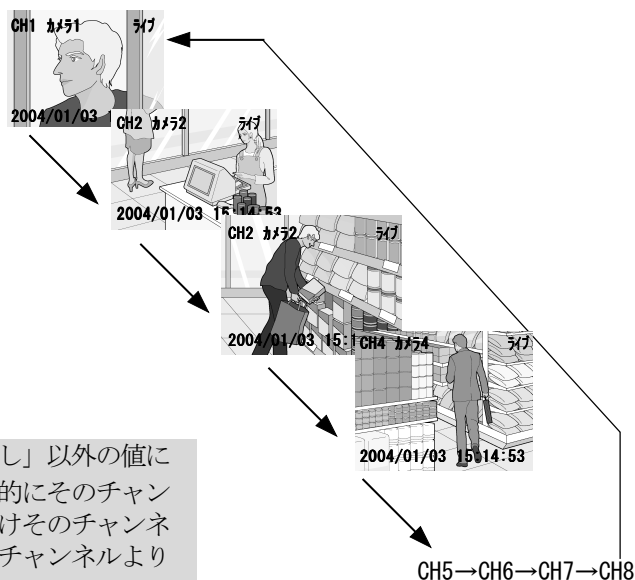 CH1 カメラ1 ライブ
2004/01/03
CH2 カメラ2 ライブ
2004/01/03 15:14:53
CH2 カメラ2 ライブ
2004/01/03 15:1
CH4 カメラ4 ライブ
2004/01/03 15:14:53
し」以外の値に
的にそのチャン
けそのチャンネ
チャンネルより
CH5→CH6→CH7→CH8